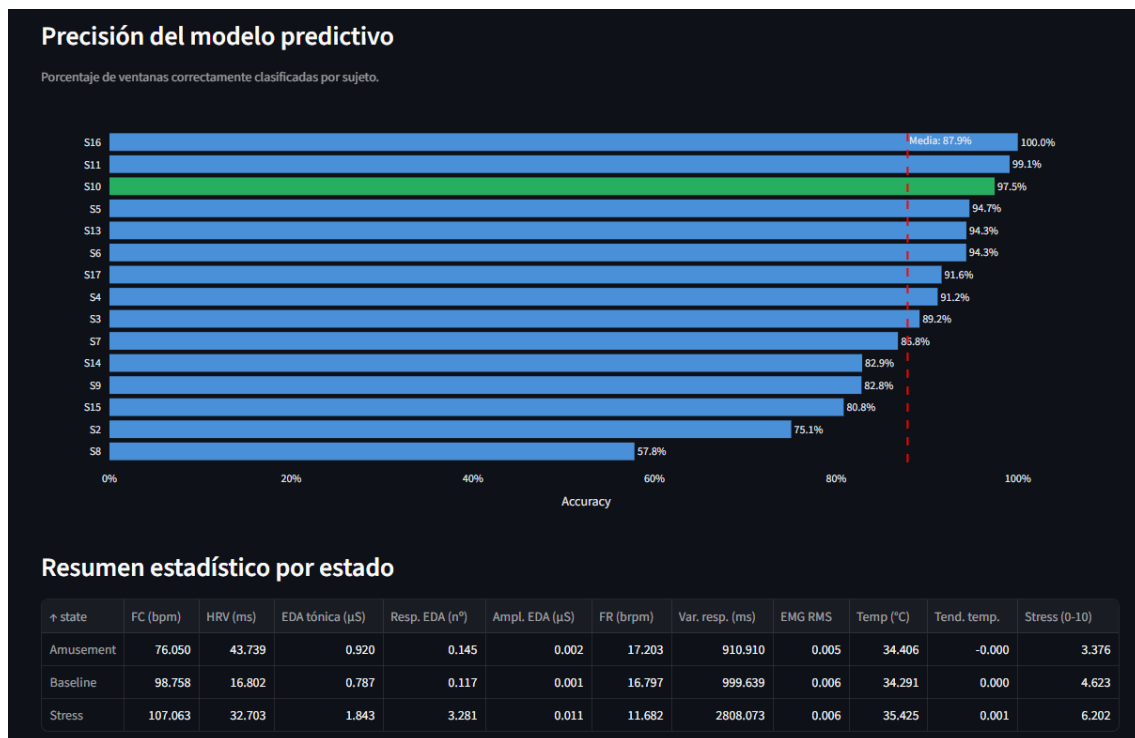 Precisión del modelo predictivo
Porcentaje de ventanas correctamente clasificadas por sujeto.
Media: 87.9%
S16 100.0%
S11 99.1%
S10 97.5%
S5 94.7%
S13 94.3%
S6 94.3%
S17 91.6%
S4 91.2%
S3 89.2%
S7 86.8%
S14 82.9%
S9 82.8%
S15 80.8%
S2 75.1%
S8 57.8%
0% 20% 40% 60% 80% 100%
Accuracy
Resumen estadístico por estado
↑ state FC (bpm) HRV (ms) EDA tónica (µS) Resp. EDA (nº) Ampl. EDA (µS) FR (brpm) Var. resp. (ms) EMG RMS Temp (°C) Tend. temp. Stress (0-10)
Amusement 76.050 43.739 0.920 0.145 0.002 17.203 910.910 0.005 34.406 -0.000 3.376
Baseline 98.758 16.802 0.787 0.117 0.001 16.797 999.639 0.006 34.291 0.000 4.623
Stress 107.063 32.703 1.843 3.281 0.011 11.682 2808.073 0.006 35.425 0.001 6.202